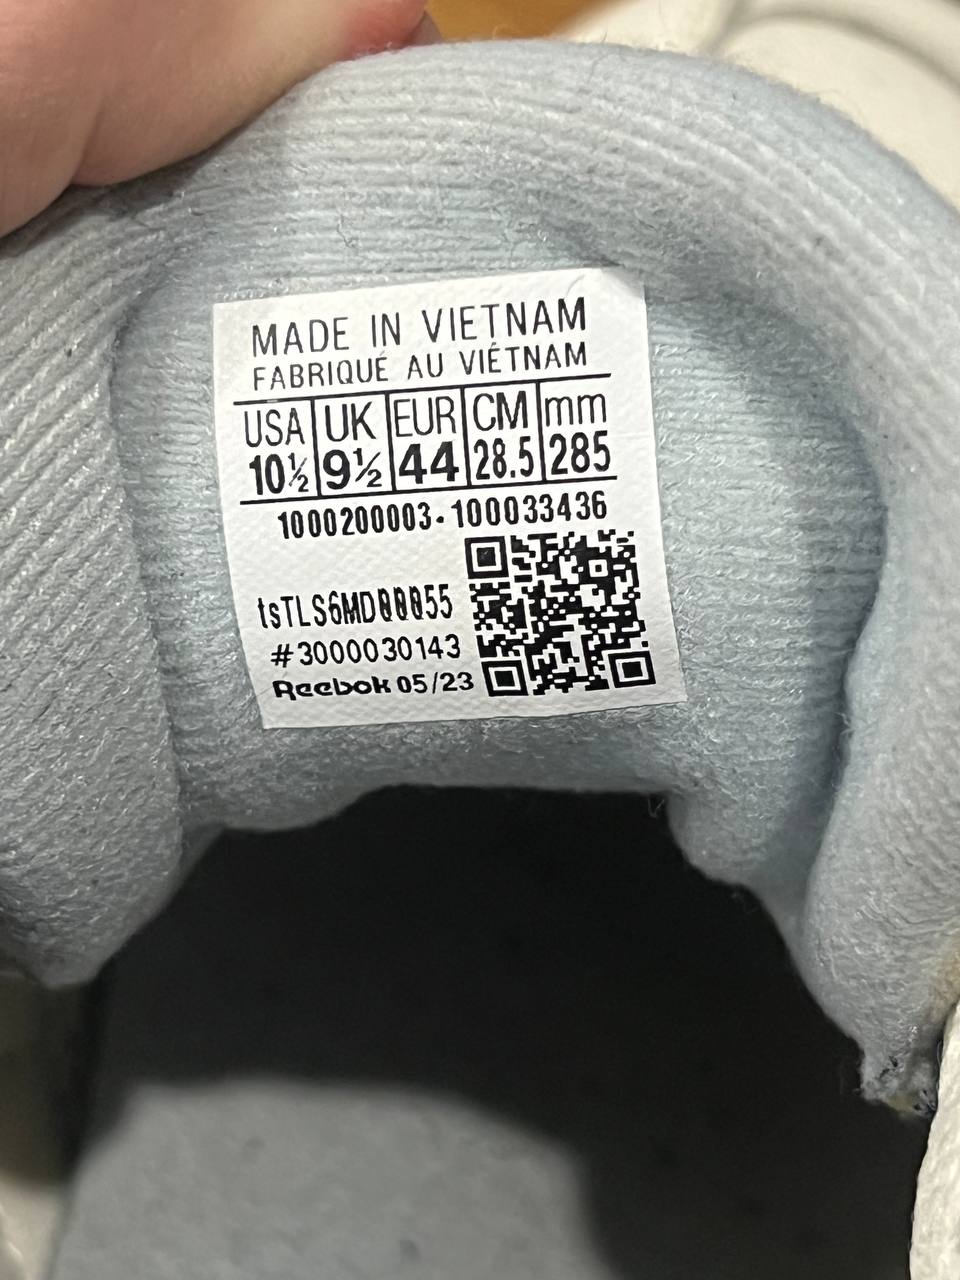 MADE IN VIETNAM
FABRIQUÉ AU VIÉTNAM
USA UK EUR CM mm
10½ 9½ 44 28.5 285
1000200003-100033436
tsTLS6MD00055
#3000030143
Reebok 05/23